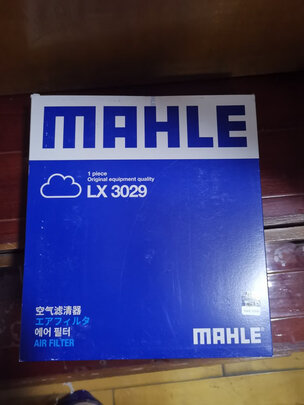 MAHLE
1 piece
Original equipment quality
LX 3029
空气滤清器
エアフィルタ
에어 필터
AIR FILTER
MAHLE